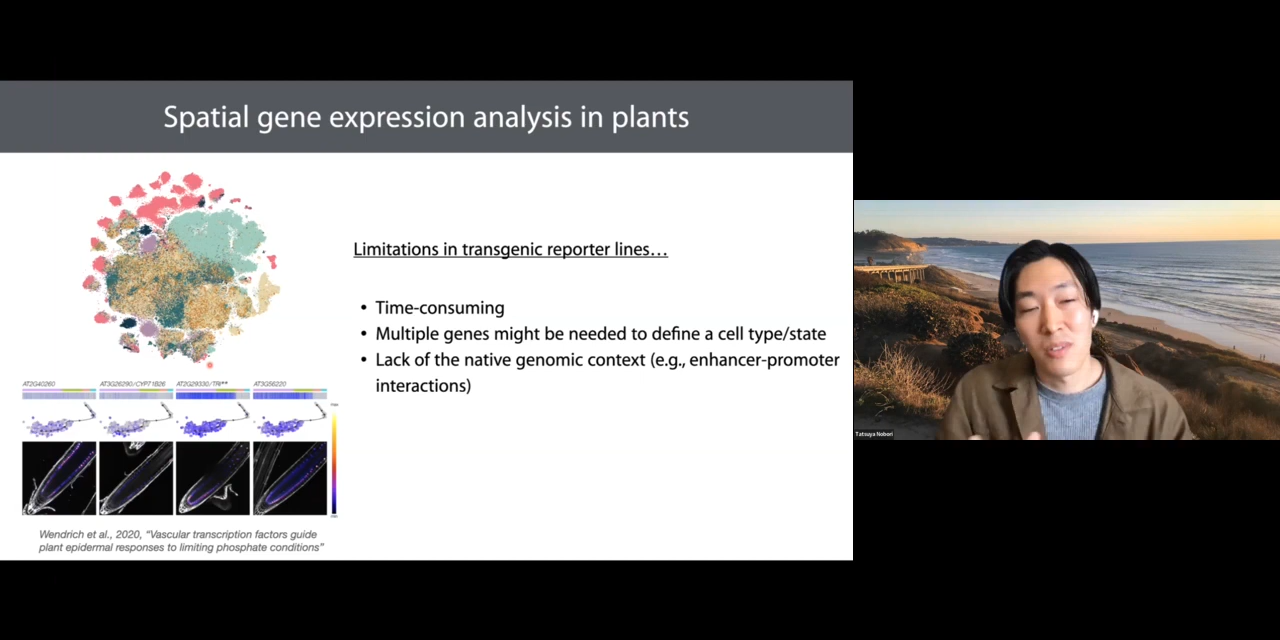 Spatial gene expression analysis in plants
Limitations in transgenic reporter lines…
• Time-consuming
• Multiple genes might be needed to define a cell type/state
• Lack of the native genomic context (e.g., enhancer-promoter
interactions)
AT2G40260 AT3G26290/CYP71B26 AT2G29330/TRI** AT3G56220
max
Wendrich et al., 2020, “Vascular transcription factors guide
plant epidermal responses to limiting phosphate conditions”
Tatsuya Nobori